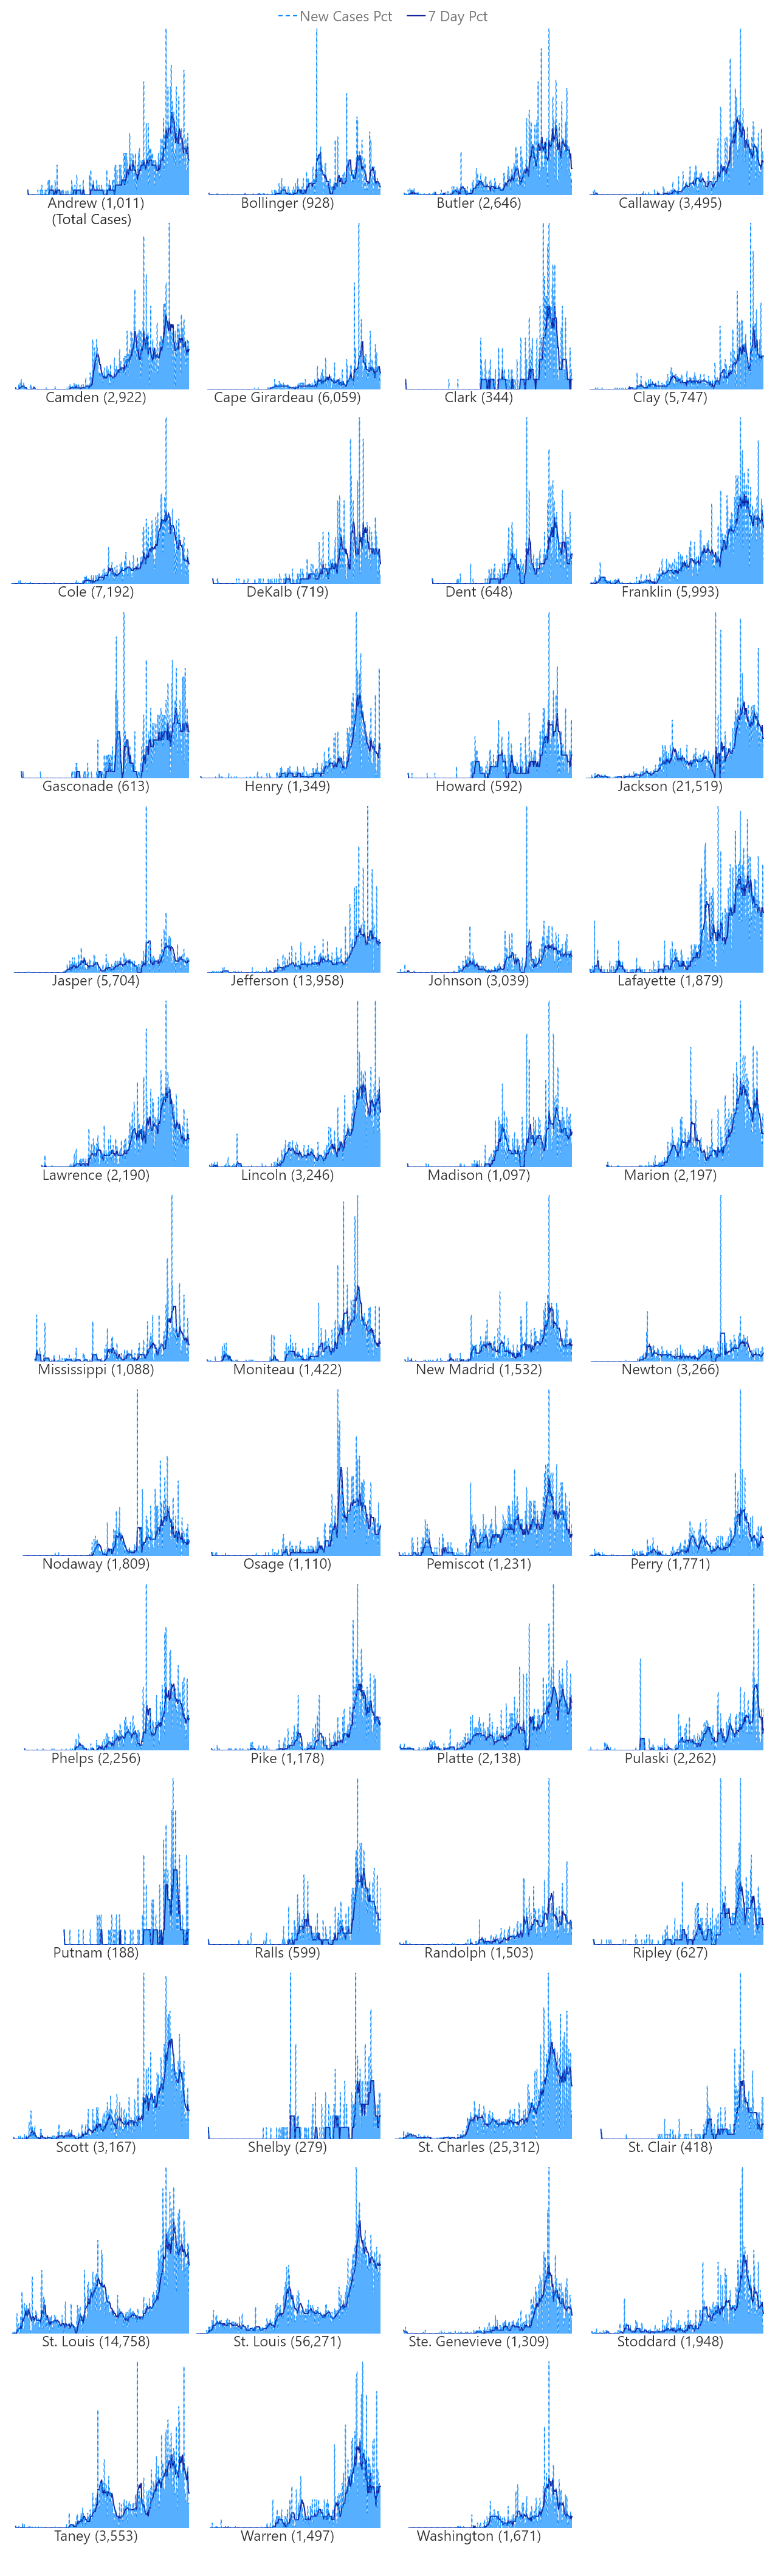 New Cases Pct 7 Day Pct
Andrew (1,011) Bollinger (928) Butler (2,646) Callaway (3,495)
(Total Cases)
Camden (2,922) Cape Girardeau (6,059) Clark (344) Clay (5,747)
Cole (7,192) DeKalb (719) Dent (648) Franklin (5,993)
Gasconade (613) Henry (1,349) Howard (592) Jackson (21,519)
Jasper (5,704) Jefferson (13,958) Johnson (3,039) Lafayette (1,879)
Lawrence (2,190) Lincoln (3,246) Madison (1,097) Marion (2,197)
Mississippi (1,088) Moniteau (1,422) New Madrid (1,532) Newton (3,266)
Nodaway (1,809) Osage (1,110) Pemiscot (1,231) Perry (1,771)
Phelps (2,256) Pike (1,178) Platte (2,138) Pulaski (2,262)
Putnam (188) Ralls (599) Randolph (1,503) Ripley (627)
Scott (3,167) Shelby (279) St. Charles (25,312) St. Clair (418)
St. Louis (14,758) St. Louis (56,271) Ste. Genevieve (1,309) Stoddard (1,948)
Taney (3,553) Warren (1,497) Washington (1,671)